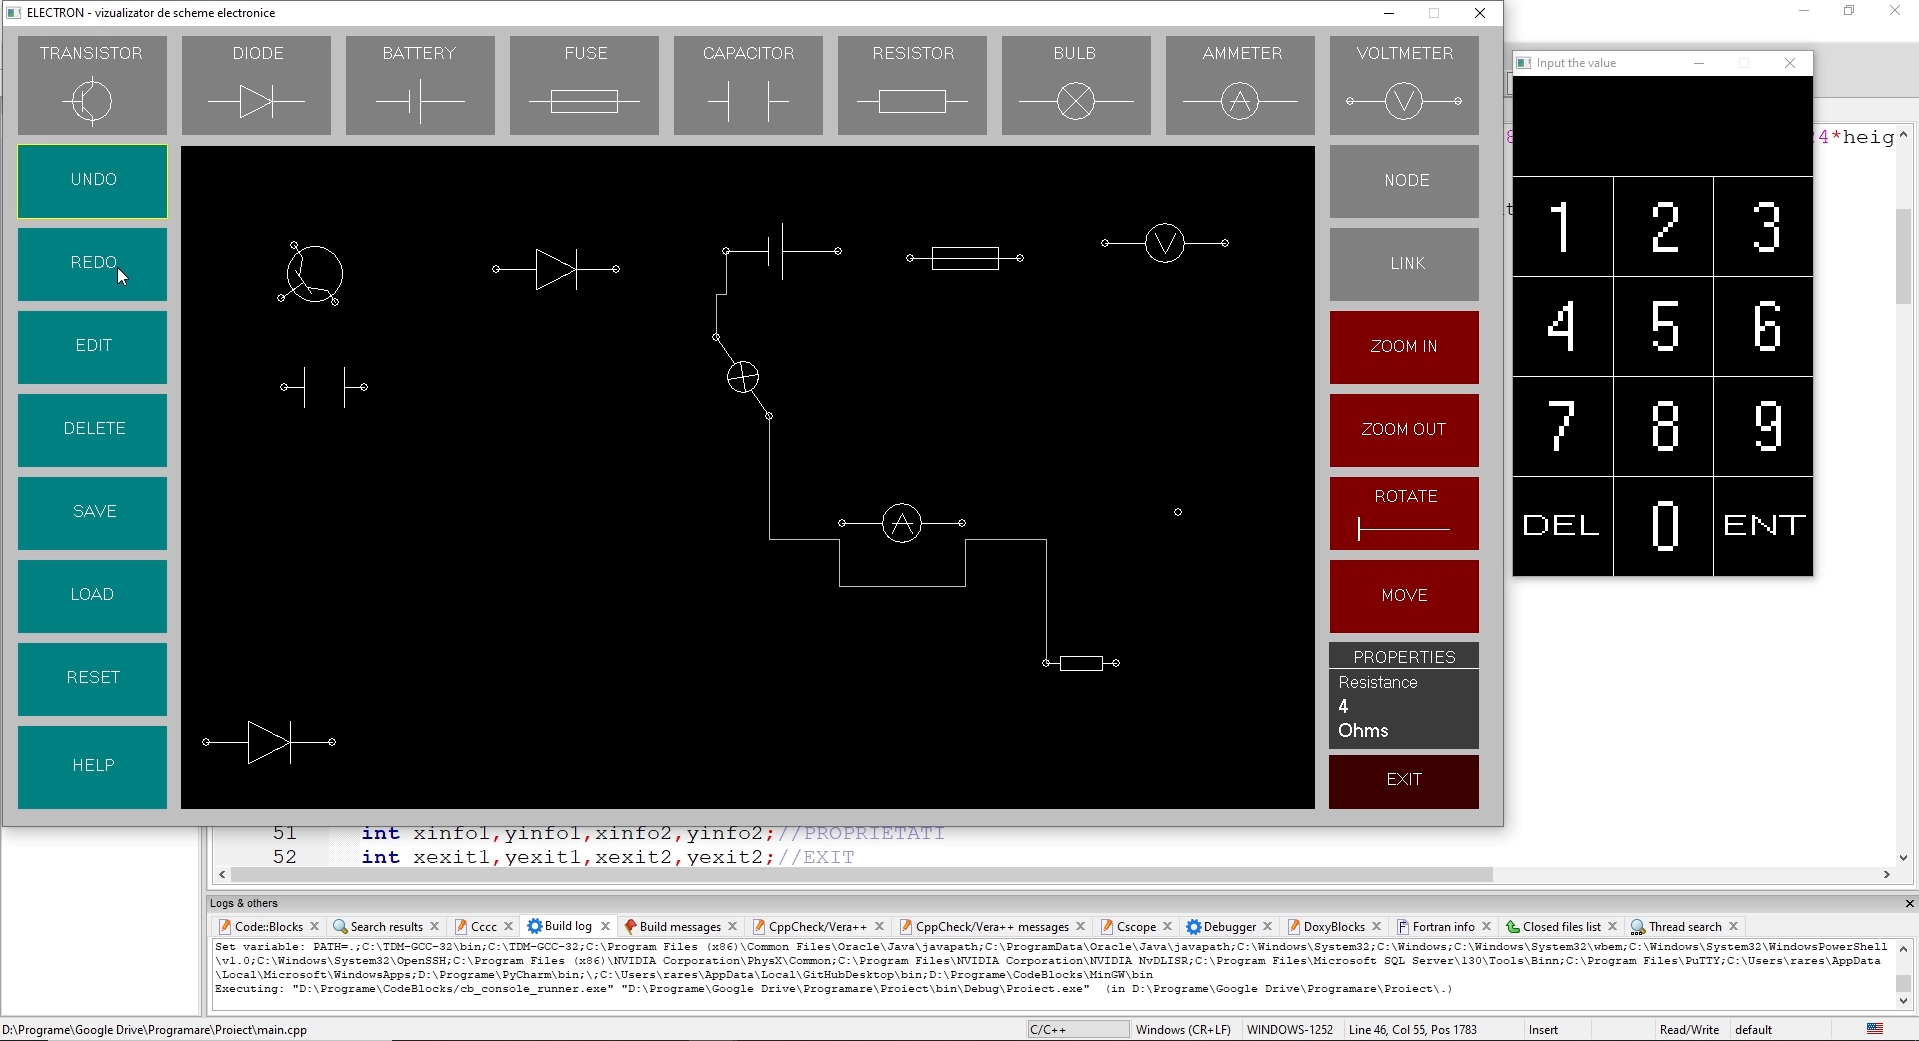 ELECTRON - vizualizator de scheme electronice
TRANSISTOR
DIODE
BATTERY
FUSE
CAPACITOR
RESISTOR
BULB
AMMETER
VOLTMETER
A
V
UNDO
REDO
EDIT
DELETE
SAVE
LOAD
RESET
HELP
V
A
NODE
LINK
ZOOM IN
ZOOM OUT
ROTATE
MOVE
PROPERTIES
Resistance
4
Ohms
EXIT
Input the value
1 2 3
4 5 6
7 8 9
DEL 0 ENT
4*heig
51 int xinfo1,yinfo1,xinfo2,yinfo2;//PROPRIETATI
52 int xexit1,yexit1,xexit2,yexit2;//EXIT
Logs & others
Code::Blocks
Search results
Cccc
Build log
Build messages
CppCheck/Vera++
CppCheck/Vera++ messages
Cscope
Debugger
DoxyBlocks
Fortran info
Closed files list
Thread search
Set variable: PATH=.;C:\TDM-GCC-32\bin;C:\TDM-GCC-32;C:\Program Files (x86)\Common Files\Oracle\Java\javapath;C:\ProgramData\Oracle\Java\javapath;C:\Windows\System32;C:\Windows;C:\Windows\System32\wbem;C:\Windows\System32\WindowsPowerShell
\v1.0;C:\Windows\System32\OpenSSH;C:\Program Files (x86)\NVIDIA Corporation\PhysX\Common;C:\Program Files\NVIDIA Corporation\NVIDIA NvDLISR;C:\Program Files\Microsoft SQL Server\130\Tools\Binn;C:\Program Files\PuTTY;C:\Users\rares\AppData
\Local\Microsoft\WindowsApps;D:\Programe\PyCharm\bin;\;C:\Users\rares\AppData\Local\GitHubDesktop\bin;D:\Programe\CodeBlocks\MinGW\bin
Executing: "D:\Programe\CodeBlocks/cb_console_runner.exe" "D:\Programe\Google Drive\Programare\Proiect\bin\Debug\Proiect.exe"  (in D:\Programe\Google Drive\Programare\Proiect\.)
D:\Programe\Google Drive\Programare\Proiect\main.cpp
C/C++
Windows (CR+LF)
WINDOWS-1252
Line 46, Col 55, Pos 1783
Insert
Read/Write
default